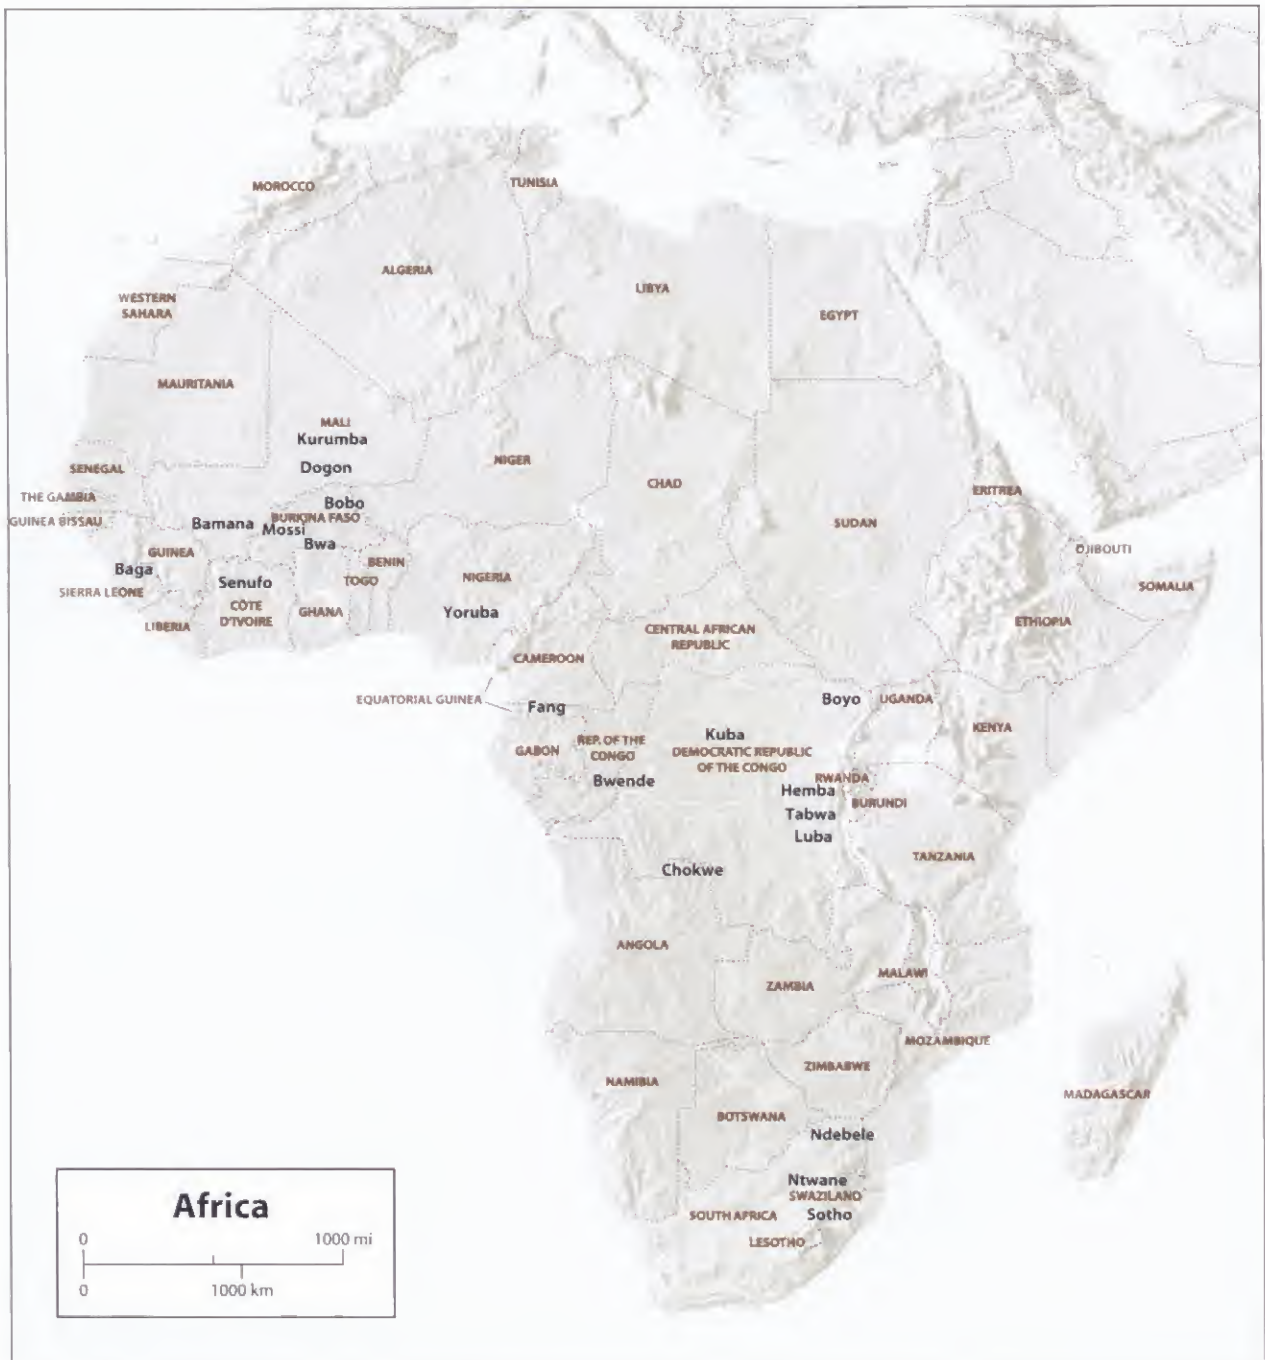 MOROCCO
TUNISIA
ALGERIA
LIBYA
EGYPT
WESTERN
SAHARA
MAURITANIA
MALI
Kurumba
Dogon
NIGER
CHAD
SUDAN
ERITREA
SENEGAL
THE GAMBIA
GUINEA BISSAU
Bobo
BURKINA FASO
Bamana
Mossi
Bwa
DJIBOUTI
GUINEA
Baga
BENIN
TOGO
NIGERIA
Senufo
SIERRA LEONE
SOMALIA
CÔTE
D'IVOIRE
GHANA
LIBERIA
Yoruba
ETHIOPIA
CENTRAL AFRICAN
REPUBLIC
CAMEROON
EQUATORIAL GUINEA
Fang
Boyo
UGANDA
KENYA
Kuba
GABON
REP. OF THE
CONGO
DEMOCRATIC REPUBLIC
OF THE CONGO
Bwende
RWANDA
Hemba
BURUNDI
Tabwa
Luba
TANZANIA
Chokwe
ANGOLA
MALAWI
ZAMBIA
MOZAMBIQUE
ZIMBABWE
NAMIBIA
MADAGASCAR
BOTSWANA
Ndebele
Ntwane
SWAZILAND
SOUTH AFRICA
Sotho
LESOTHO
Africa
0 1000 mi
0 1000 km